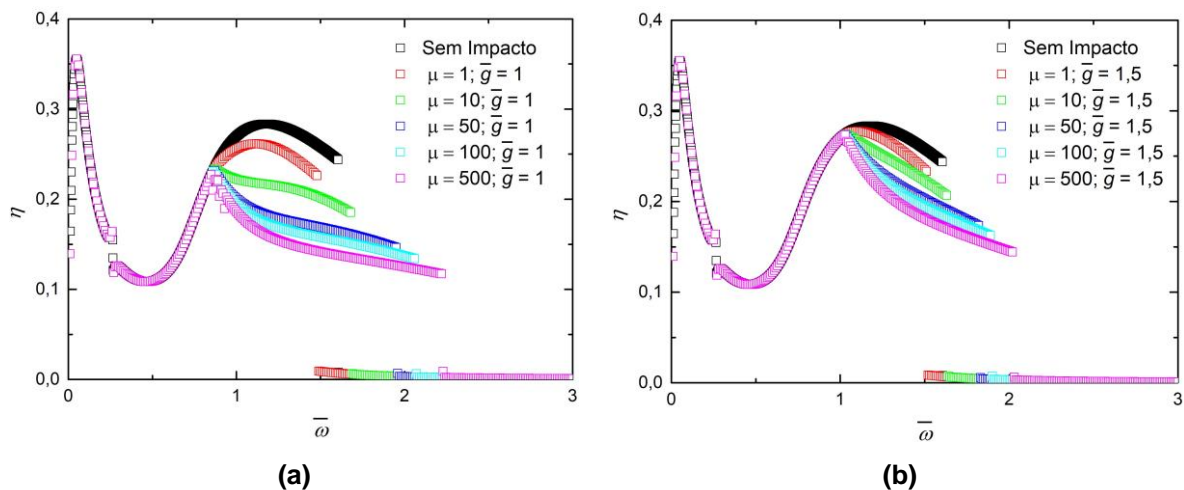 0,4
0,3
0,2
0,1
0,0
η
0
1
2
3
ω̅
Sem Impacto
μ = 1; g̅ = 1
μ = 10; g̅ = 1
μ = 50; g̅ = 1
μ = 100; g̅ = 1
μ = 500; g̅ = 1
(a)
0,4
0,3
0,2
0,1
0,0
η
0
1
2
3
ω̅
Sem Impacto
μ = 1; g̅ = 1,5
μ = 10; g̅ = 1,5
μ = 50; g̅ = 1,5
μ = 100; g̅ = 1,5
μ = 500; g̅ = 1,5
(b)